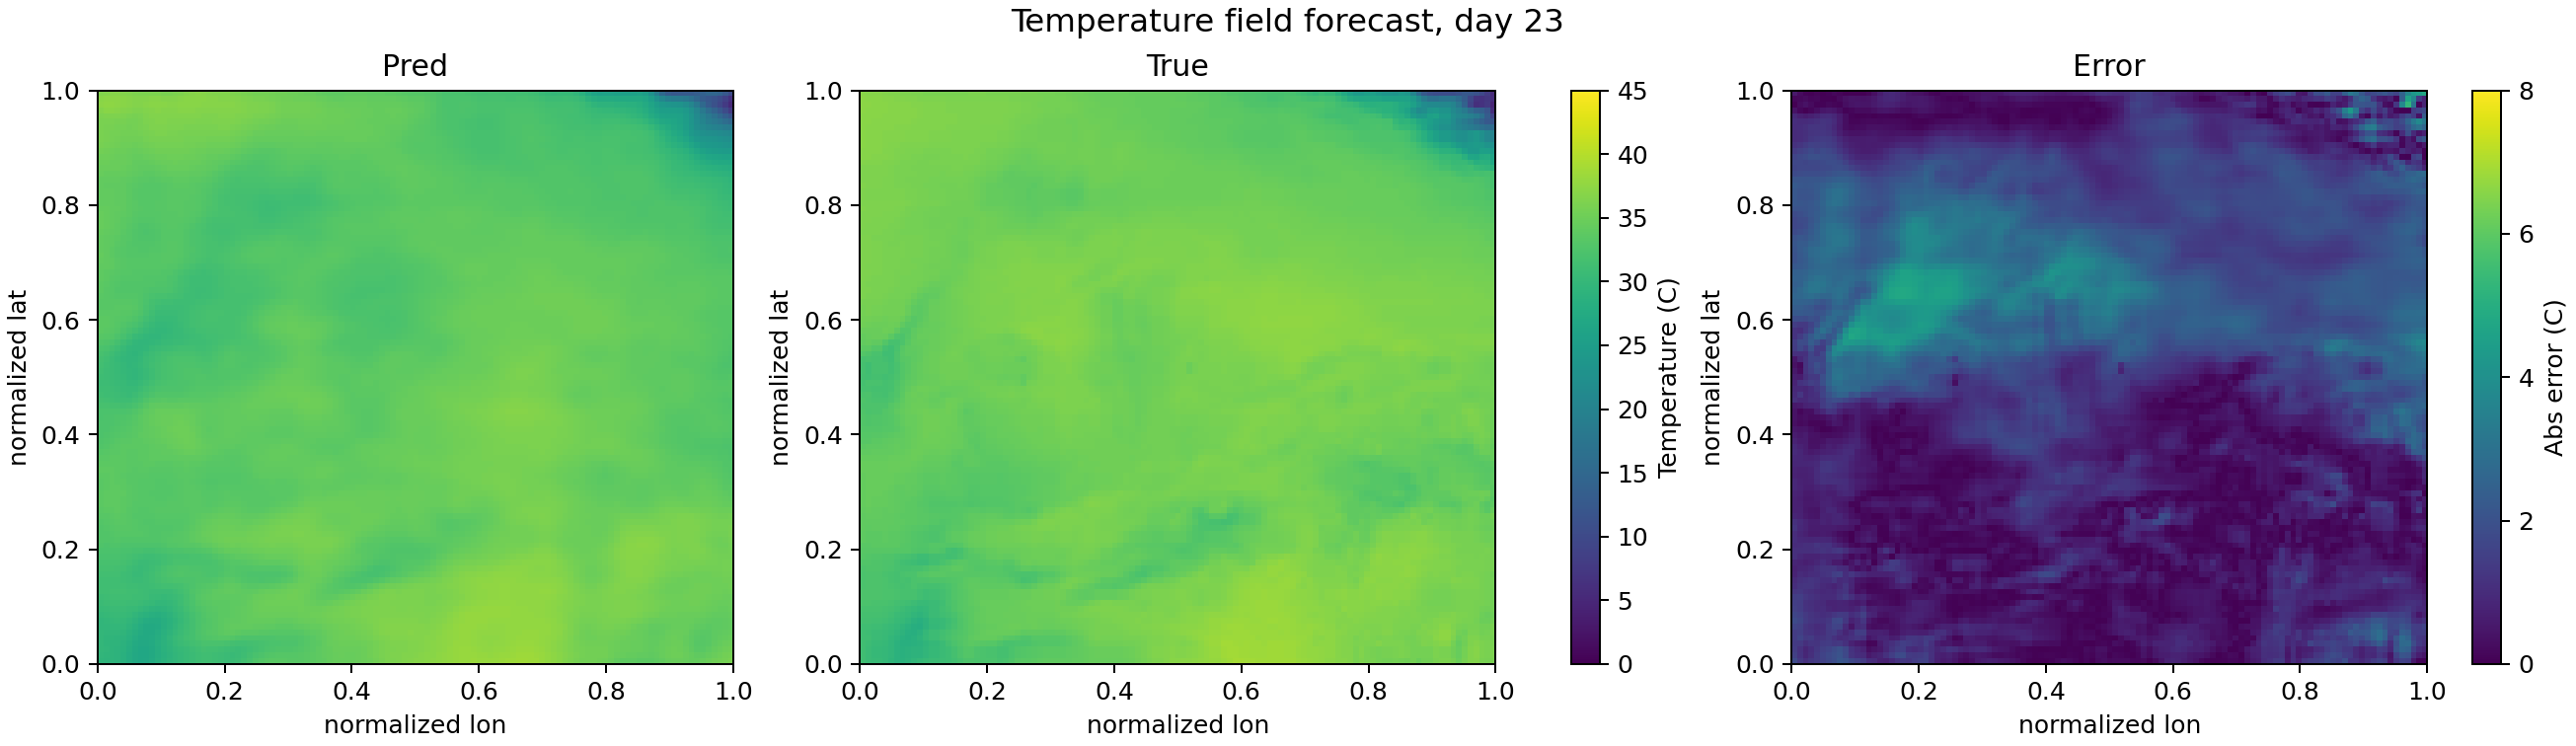 Temperature field forecast, day 23
Pred
True
Error
1.0
0.8
0.6
0.4
0.2
0.0
normalized lat
0.0 0.2 0.4 0.6 0.8 1.0
normalized lon
1.0
0.8
0.6
0.4
0.2
0.0
normalized lat
0.0 0.2 0.4 0.6 0.8 1.0
normalized lon
45
40
35
30
25
20
15
10
5
0
Temperature (C)
1.0
0.8
0.6
0.4
0.2
0.0
normalized lat
0.0 0.2 0.4 0.6 0.8 1.0
normalized lon
8
6
4
2
0
Abs error (C)